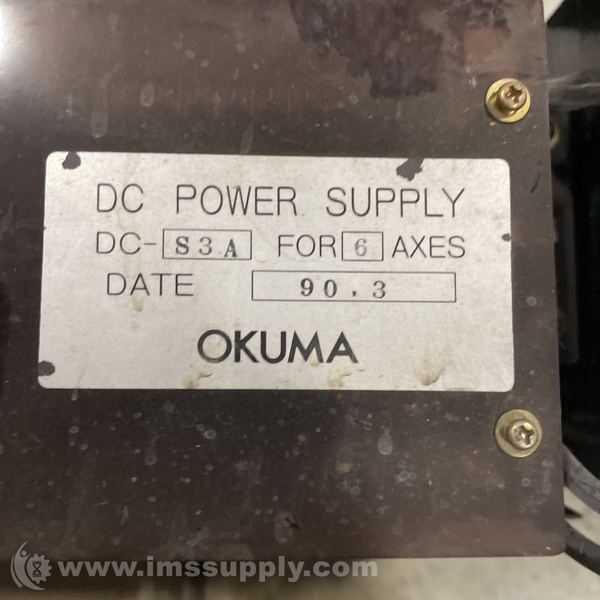 DC POWER SUPPLY
DC-S3A FOR 6 AXES
DATE 90.3
OKUMA
www.imssupply.com